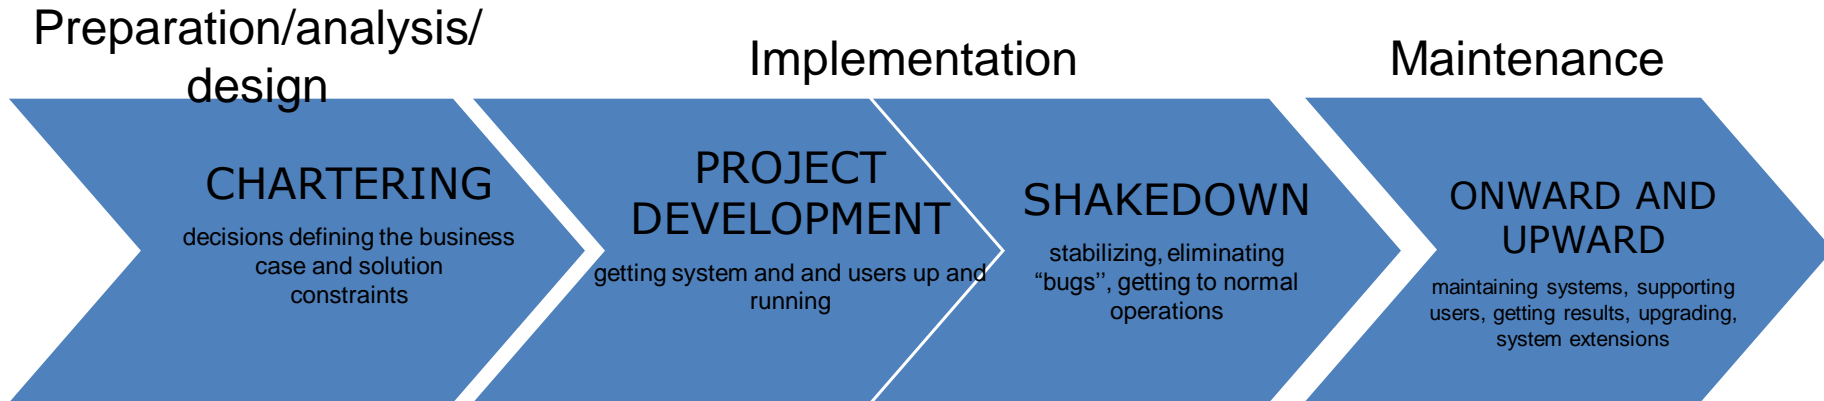 Preparation/analysis/
design
Implementation
Maintenance
CHARTERING
decisions defining the business
case and solution
constraints
PROJECT
DEVELOPMENT
getting system and and users up and
running
SHAKEDOWN
stabilizing, eliminating
“bugs’’, getting to normal
operations
ONWARD AND
UPWARD
maintaining systems, supporting
users, getting results, upgrading,
system extensions